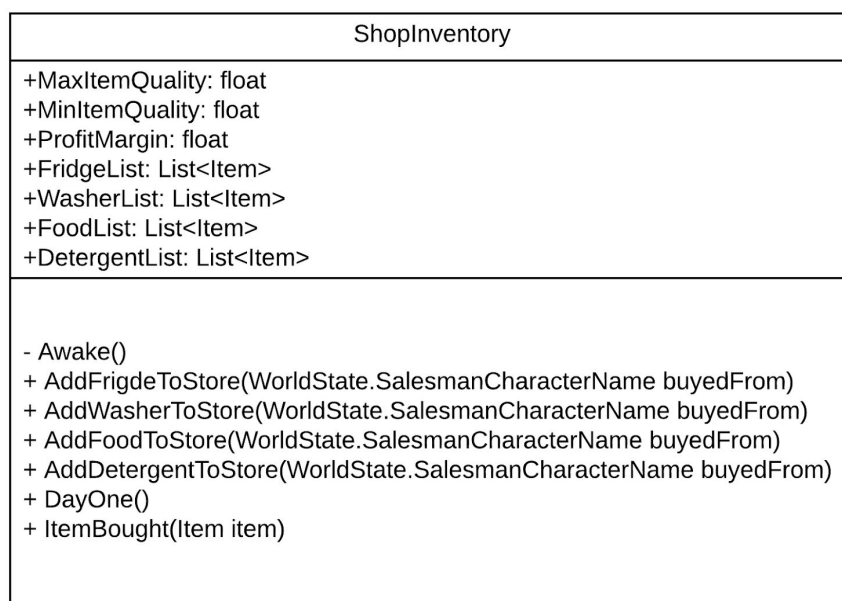 ShopInventory
+MaxItemQuality: float
+MinItemQuality: float
+ProfitMargin: float
+FridgeList: List<Item>
+WasherList: List<Item>
+FoodList: List<Item>
+DetergentList: List<Item>
- Awake()
+ AddFrigdeToStore(WorldState.SalesmanCharacterName buyedFrom)
+ AddWasherToStore(WorldState.SalesmanCharacterName buyedFrom)
+ AddFoodToStore(WorldState.SalesmanCharacterName buyedFrom)
+ AddDetergentToStore(WorldState.SalesmanCharacterName buyedFrom)
+ DayOne()
+ ItemBought(Item item)